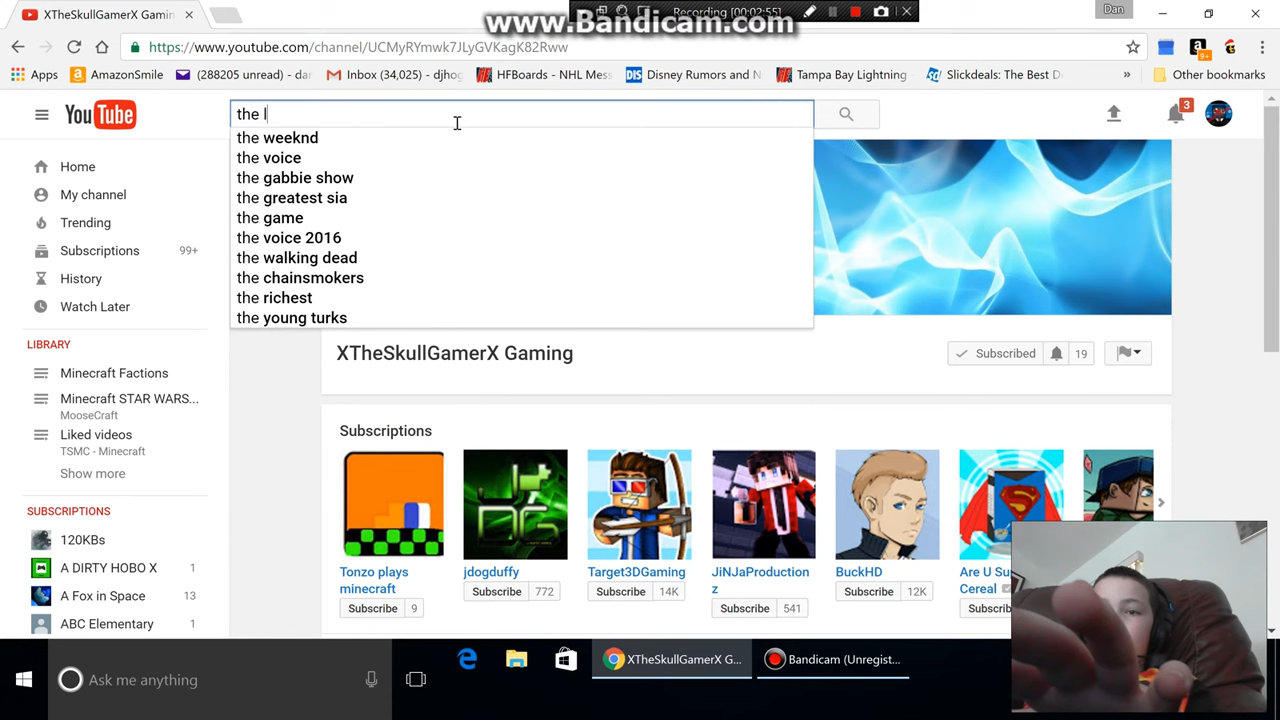 www.Bandicam.com
[00:02:55]
XTheSkullGamerX Gaming
Dan
https://www.youtube.com/channel/UCMyRYmwk7JLyGVKagK82Rww
9+
Apps
AmazonSmile
(288205 unread) - dar
Inbox (34,025) - djhog
HFBoards - NHL Mess
DIS
Disney Rumors and N
Tampa Bay Lightning
Slickdeals: The Best D
»
Other bookmarks
YouTube
the l
3
the weeknd
the voice
the gabbie show
the greatest sia
the game
the voice 2016
the walking dead
the chainsmokers
the richest
the young turks
Home
My channel
Trending
Subscriptions 99+
History
Watch Later
LIBRARY
Minecraft Factions
Minecraft STAR WARS...
MooseCraft
Liked videos
TSMC - Minecraft
Show more
SUBSCRIPTIONS
120KBs
A DIRTY HOBO X 1
A Fox in Space 13
ABC Elementary 1
XTheSkullGamerX Gaming
Subscribed 19
Subscriptions
Tonzo plays
minecraft
Subscribe 9
jdogduffy
Subscribe 772
Target3DGaming
Subscribe 14K
JiNJaProduction
z
Subscribe 541
BuckHD
Subscribe 12K
Are U Su
Cereal
Subscrib
Ask me anything
XTheSkullGamerX G...
Bandicam (Unregist...